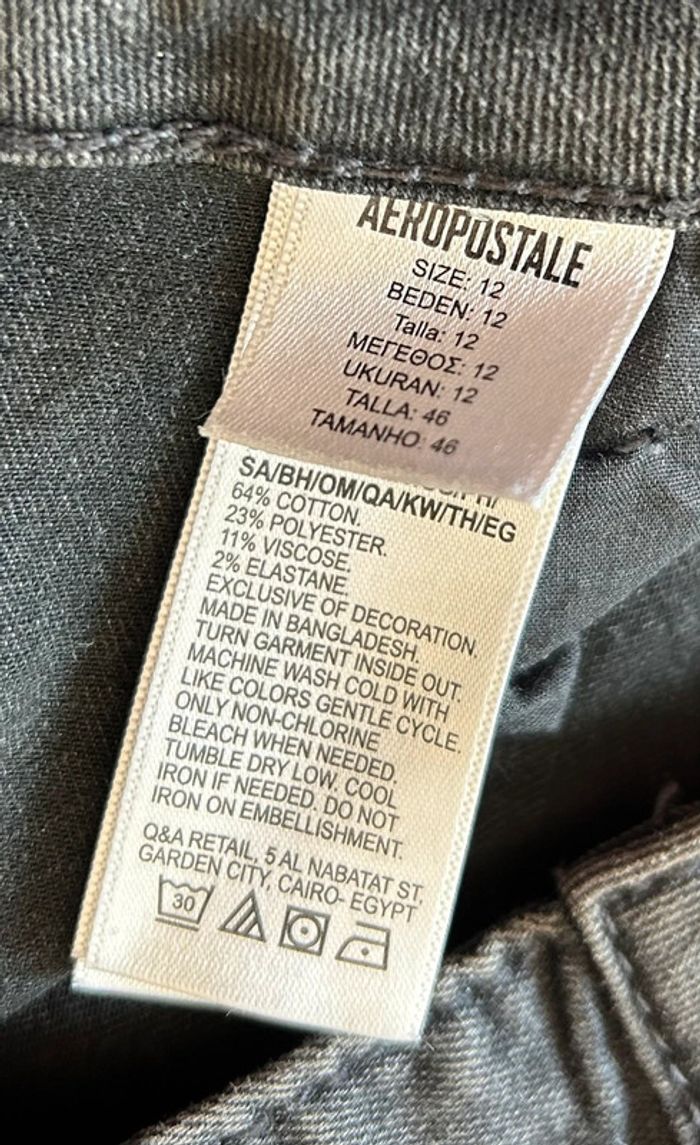 AEROPOSTALE
SIZE: 12
BEDEN: 12
Talla: 12
ΜΕΓΕΘΟΣ: 12
UKURAN: 12
TALLA: 46
TAMANHO: 46
SA/BH/OM/QA/KW/TH/EG
64% COTTON.
23% POLYESTER.
11% VISCOSE.
2% ELASTANE.
EXCLUSIVE OF DECORATION.
MADE IN BANGLADESH.
TURN GARMENT INSIDE OUT.
MACHINE WASH COLD WITH
LIKE COLORS GENTLE CYCLE.
ONLY NON-CHLORINE
BLEACH WHEN NEEDED.
TUMBLE DRY LOW. COOL
IRON IF NEEDED. DO NOT
IRON ON EMBELLISHMENT.
Q&A RETAIL, 5 AL NABATAT ST,
GARDEN CITY, CAIRO- EGYPT
30